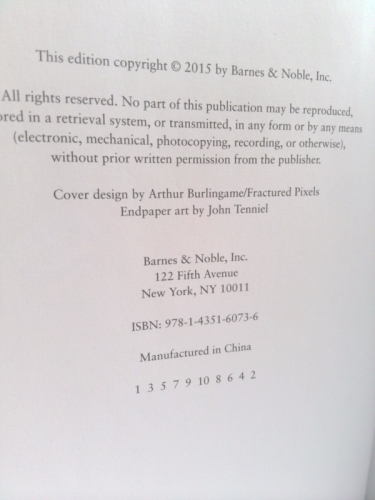 This edition copyright © 2015 by Barnes & Noble, Inc.
All rights reserved. No part of this publication may be reproduced,
ored in a retrieval system, or transmitted, in any form or by any means
(electronic, mechanical, photocopying, recording, or otherwise),
without prior written permission from the publisher.
Cover design by Arthur Burlingame/Fractured Pixels
Endpaper art by John Tenniel
Barnes & Noble, Inc.
122 Fifth Avenue
New York, NY 10011
ISBN: 978-1-4351-6073-6
Manufactured in China
1 3 5 7 9 10 8 6 4 2